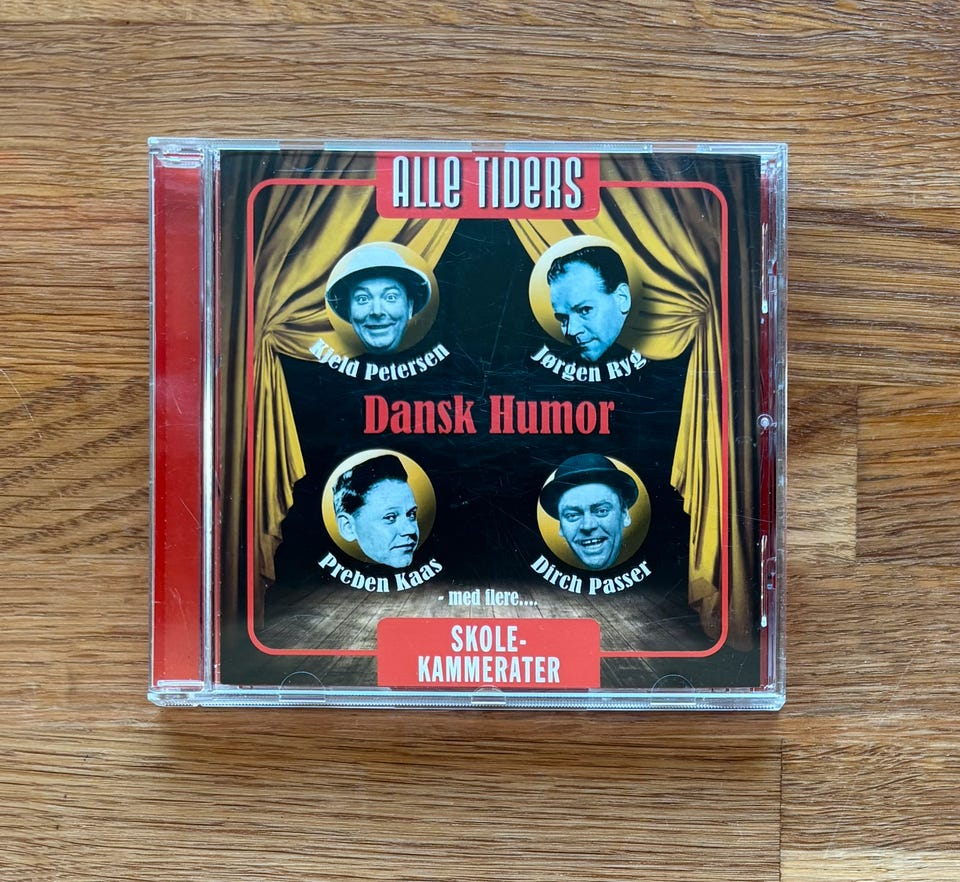 ALLE TIDERS
Kjeld Petersen
Jørgen Ryg
Dansk Humor
Preben Kaas
Dirch Passer
- med flere....
SKOLE-
KAMMERATER